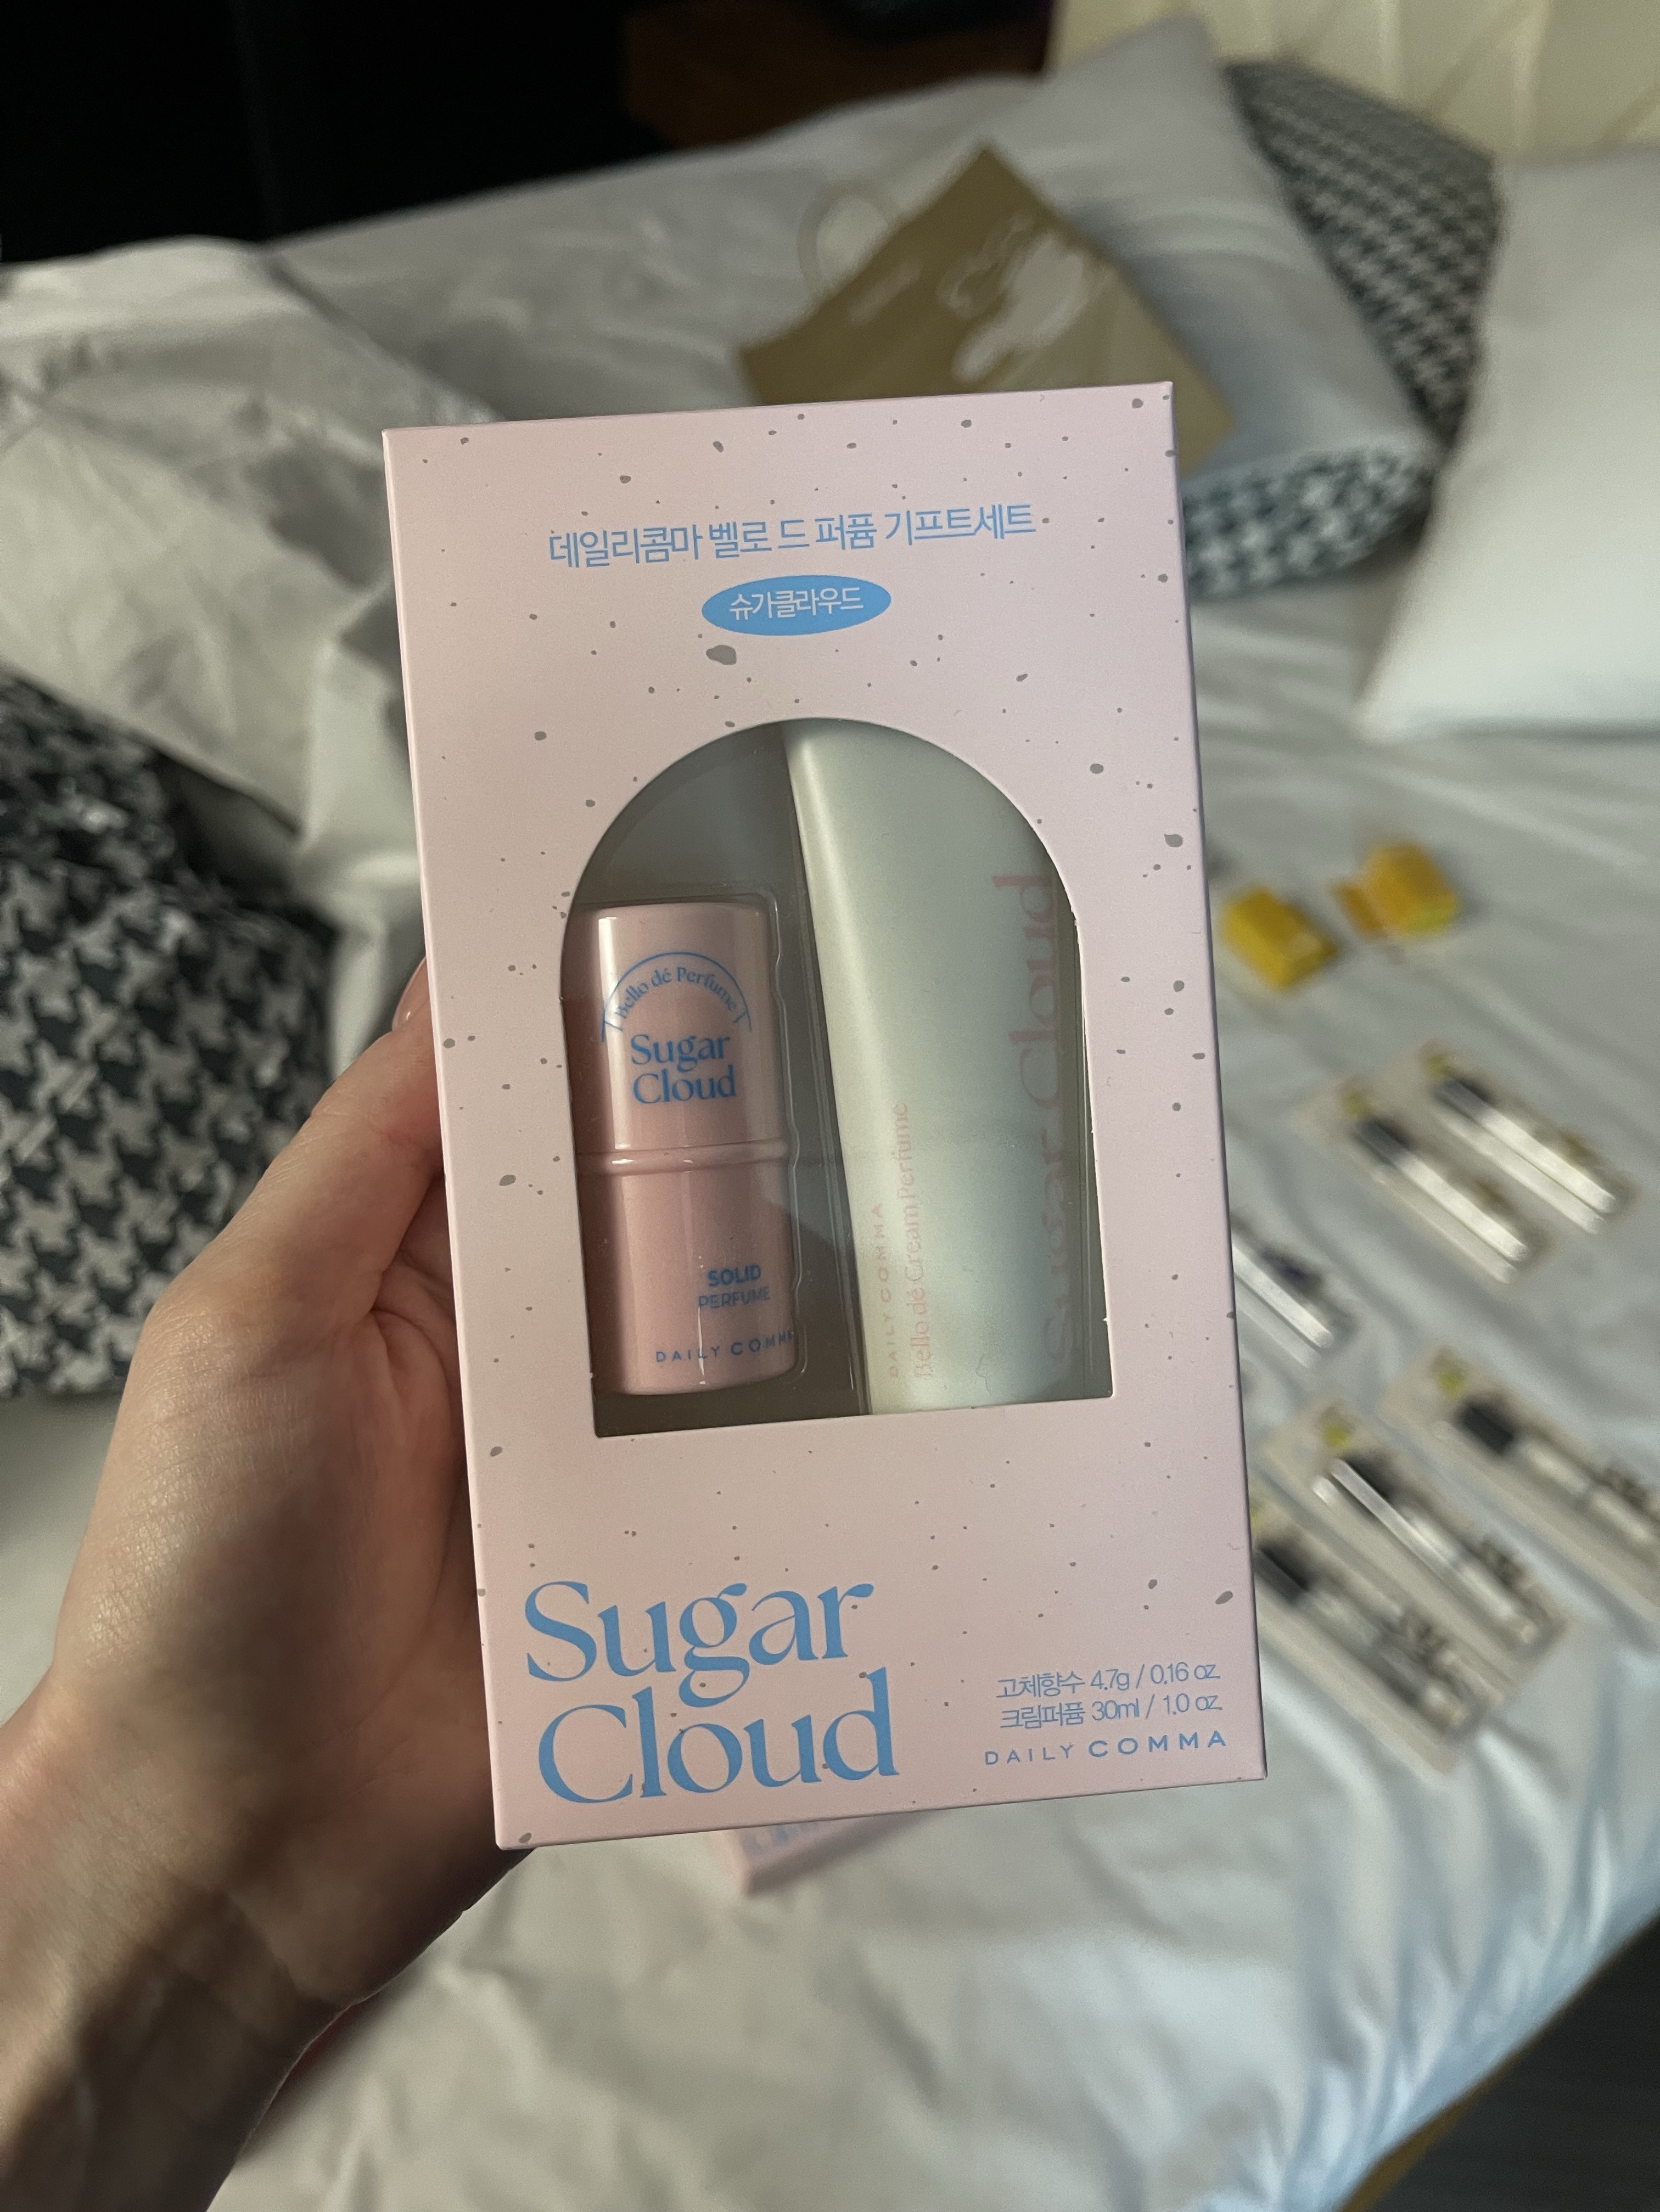 데일리콤마 벨로 드 퍼퓸 기프트세트
슈가클라우드
Bello dé Perfume
Sugar
Cloud
SOLID
PERFUME
DAILY COMMA
DAILY COMMA
Bello dé Cream Perfume
Sugar Cloud
Sugar
Cloud
고체향수 4.7g / 0.16 oz.
크림퍼퓸 30ml / 1.0 oz.
DAILY COMMA